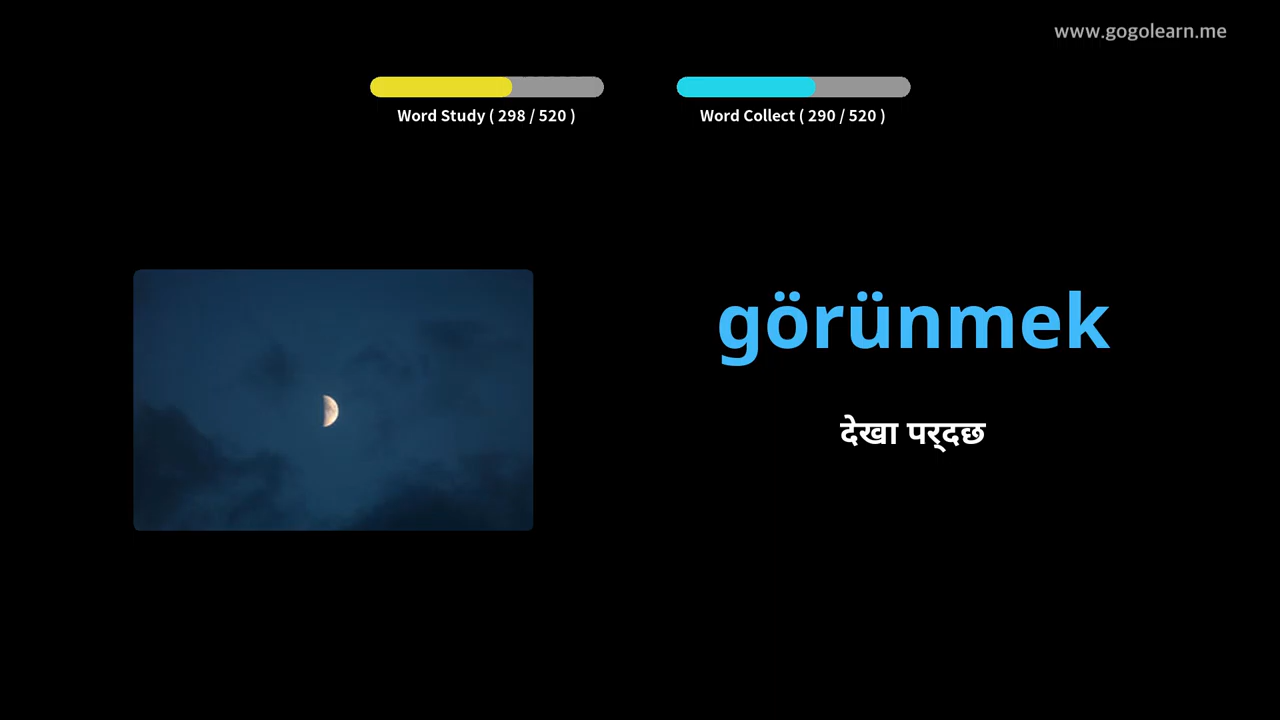 www.gogolearn.me
Word Study ( 298 / 520 )
Word Collect ( 290 / 520 )
görünmek
देखा पर्‌दछ